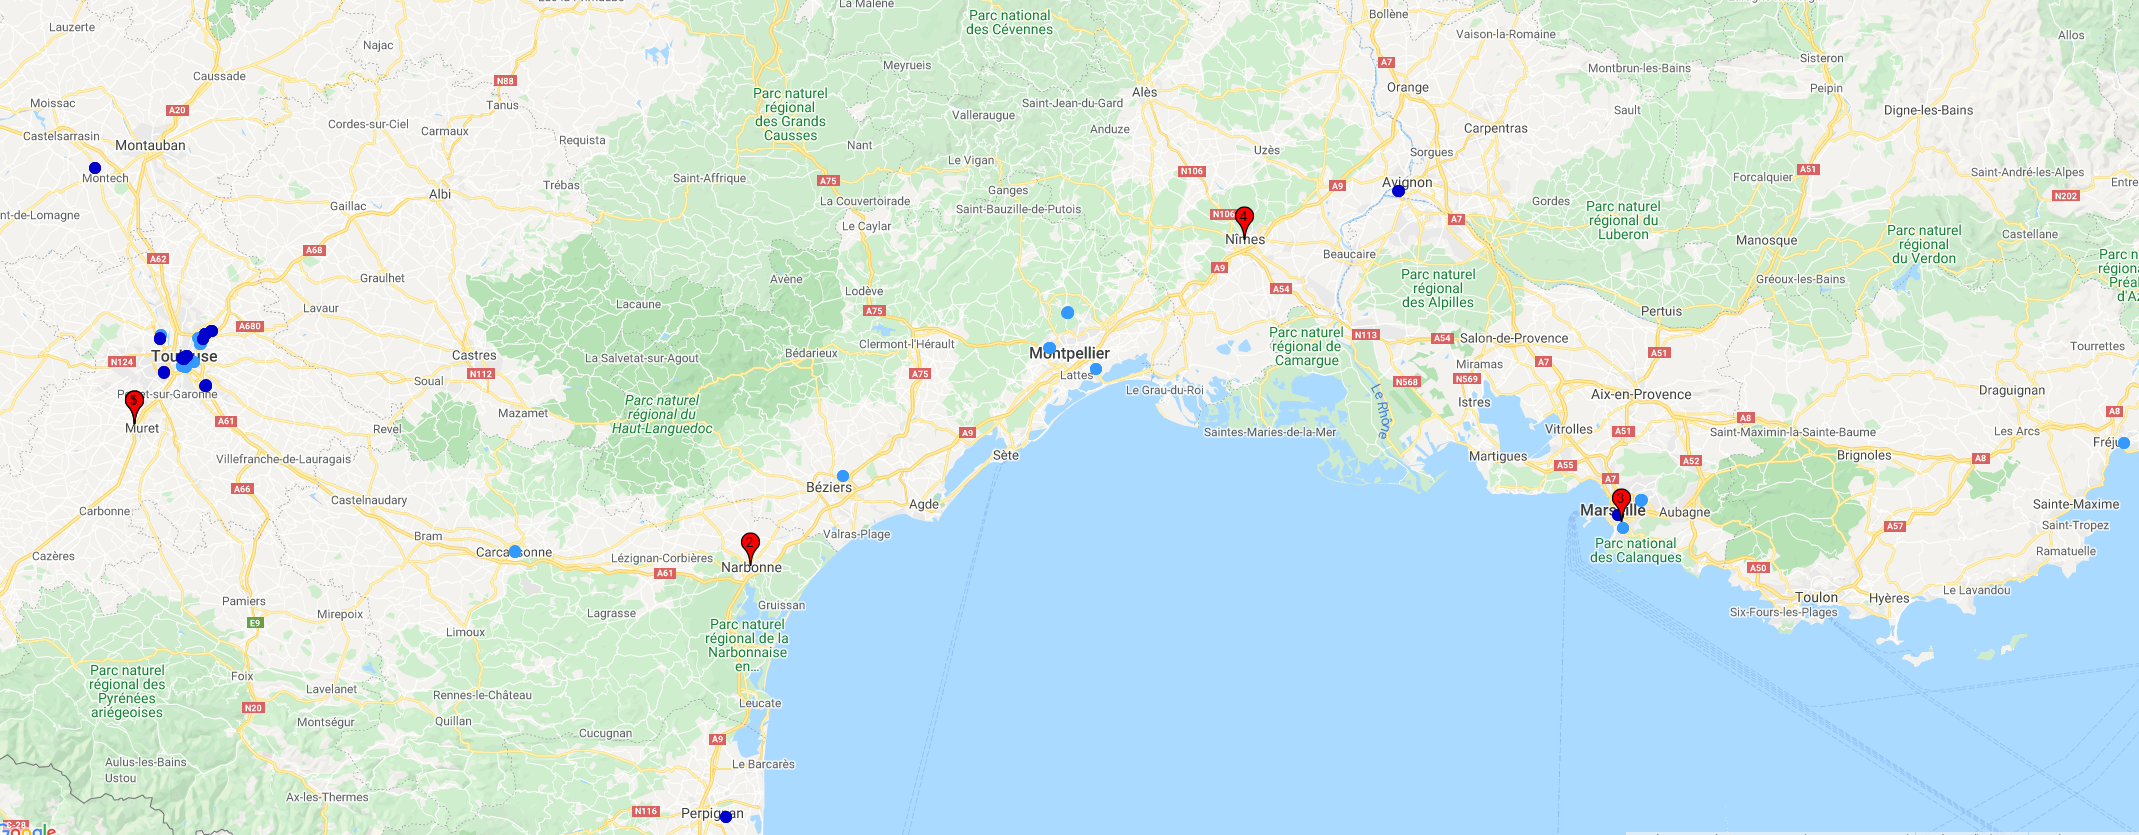 La Malène
Parc national
des Cévennes
Bollène
Lauzerte
Vaison-la-Romaine
Allos
Najac
Caussade
N88
Meyrueis
A7
Montbrun-les-Bains
Sisteron
Moissac
A20
Tanus
Parc naturel
régional
des Grands
Causses
Saint-Jean-du-Gard
Alès
Orange
Peipin
Castelsarrasin
Montauban
Cordes-sur-Ciel
Carmaux
Requista
Nant
Valleraugue
Anduze
Carpentras
Sault
Digne-les-Bains
Montech
Albi
Trébas
Saint-Affrique
A75
Le Vigan
Ganges
N106
Uzès
A9
Sorgues
Avignon
Forcalquier
A51
Saint-André-les-Alpes
N202
Entre
nt-de-Lomagne
Gaillac
La Couvertoirade
Saint-Bauzille-de-Putois
N106
4
Nîmes
A7
Gordes
Parc naturel
régional du
Luberon
Le Caylar
A62
A68
Graulhet
Avène
A9
Beaucaire
Manosque
Parc naturel
régional
du Verdon
Castellane
Parc n
région
Préal
d'Az
Lavaur
Lacaune
Lodève
A54
Parc naturel
régional
des Alpilles
Gréoux-les-Bains
A680
A75
Pertuis
N124
Castres
La Salvetat-sur-Agout
Bédarieux
Clermont-l'Hérault
Montpellier
Lattes
Parc naturel
régional de
Camargue
N113
A54
Salon-de-Provence
A7
A51
Tourrettes
Soual
N112
A75
Le Grau-du-Roi
Le Rhône
N568
N569
Miramas
Istres
Aix-en-Provence
Draguignan
5
Muret
A61
Revel
Mazamet
Parc naturel
régional du
Haut-Languedoc
A9
Sète
Saintes-Maries-de-la-Mer
Vitrolles
A51
A8
Saint-Maximin-la-Sainte-Baume
Les Arcs
A8
Villefranche-de-Lauragais
A66
Martigues
A55
A52
A7
Brignoles
A8
Castelnaudary
Béziers
Agde
3
Aubagne
Sainte-Maxime
Carbonne
Bram
Valras-Plage
A57
Saint-Tropez
Cazères
Lézignan-Corbières
2
Narbonne
A61
Parc national
des Calanques
A50
Ramatuelle
Pamiers
E9
Mirepoix
Lagrasse
Gruissan
Toulon
Hyères
Le Lavandou
Six-Fours-les-Plages
Limoux
Parc naturel
régional de la
Narbonnaise
en...
Parc naturel
régional des
Pyrénées
ariégeoises
Foix
Lavelanet
Rennes-le-Château
Leucate
N20
Montségur
Quillan
Cucugnan
A9
Aulus-les-Bains
Ustou
Le Barcarès
Ax-les-Thermes
N116